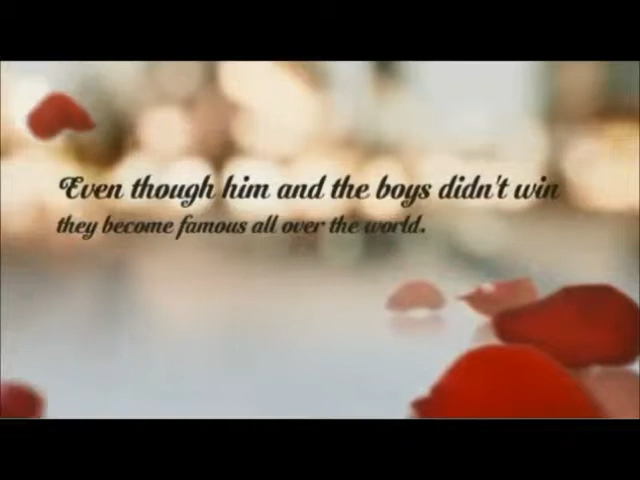 Even though him and the boys didn't win
they become famous all over the world.